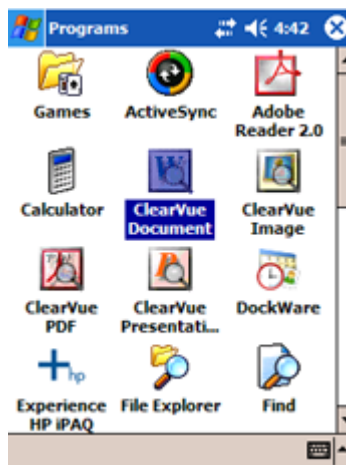 Programs 4:42
Games ActiveSync Adobe
Reader 2.0
Calculator ClearVue ClearVue
Document Image
ClearVue ClearVue DockWare
PDF Presentati...
hp
Experience File Explorer Find
HP iPAQ